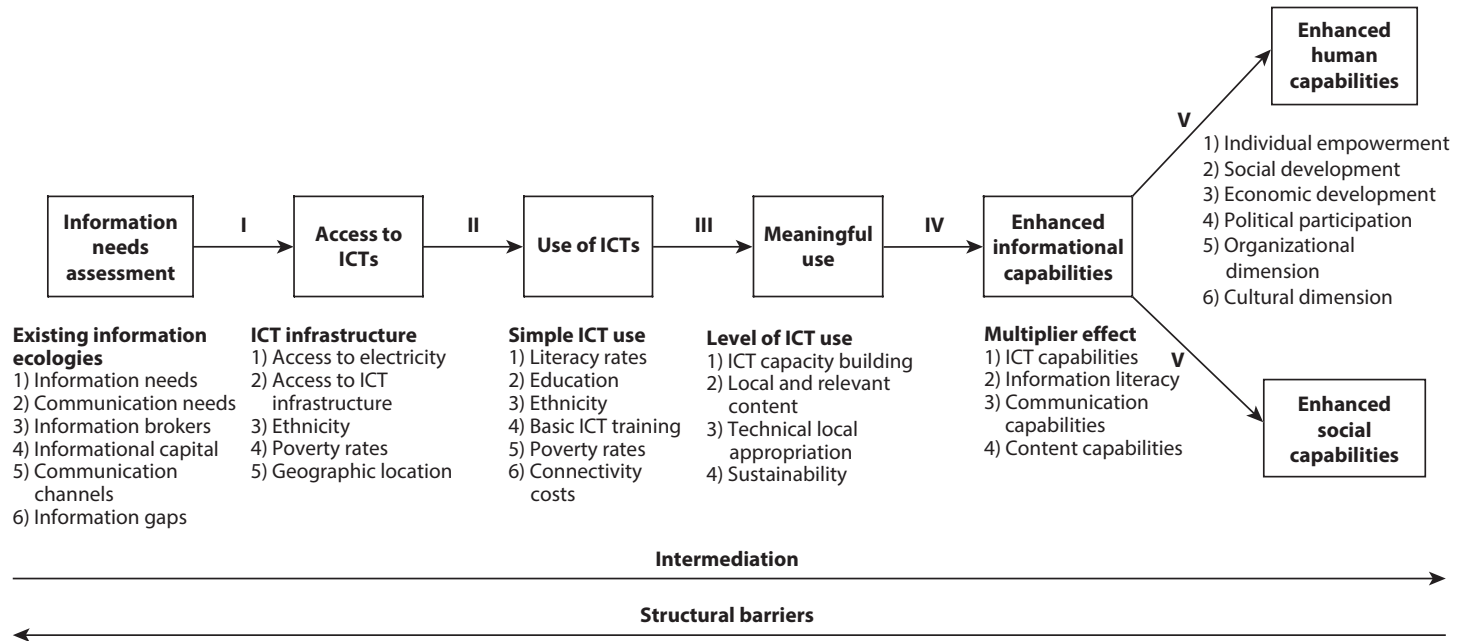 Enhanced
human
capabilities
V
1) Individual empowerment
2) Social development
3) Economic development
4) Political participation
5) Organizational
dimension
6) Cultural dimension
Information
needs
assessment
I
Access to
ICTs
II
Use of ICTs
III
Meaningful
use
IV
Enhanced
informational
capabilities
Existing information
ecologies
1) Information needs
2) Communication needs
3) Information brokers
4) Informational capital
5) Communication
channels
6) Information gaps
ICT infrastructure
1) Access to electricity
2) Access to ICT
infrastructure
3) Ethnicity
4) Poverty rates
5) Geographic location
Simple ICT use
1) Literacy rates
2) Education
3) Ethnicity
4) Basic ICT training
5) Poverty rates
6) Connectivity
costs
Level of ICT use
1) ICT capacity building
2) Local and relevant
content
3) Technical local
appropriation
4) Sustainability
Multiplier effect
1) ICT capabilities
2) Information literacy
3) Communication
capabilities
4) Content capabilities
V
Enhanced
social
capabilities
Intermediation
Structural barriers